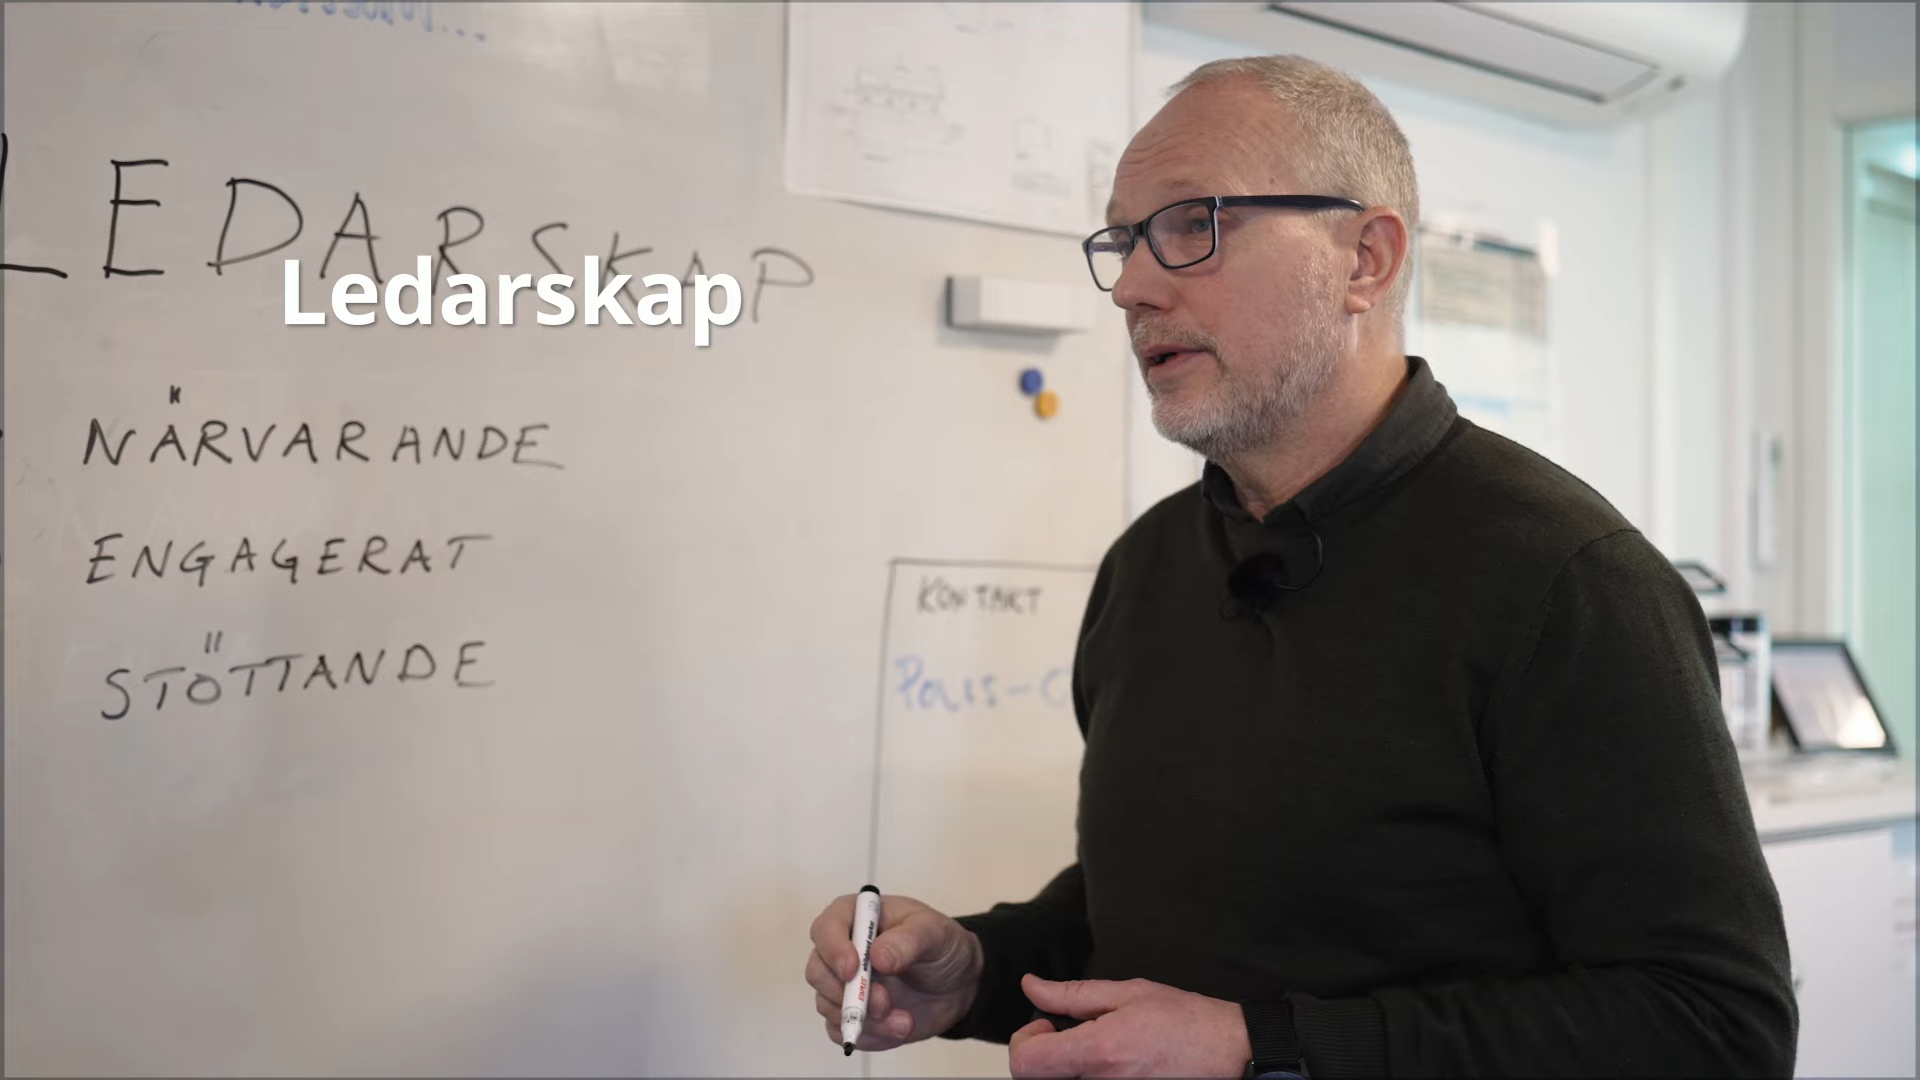 LEDARSKAP
Ledarskap
NÄRVARANDE
ENGAGERAT
STÖTTANDE
KONTAKT
POLIS-